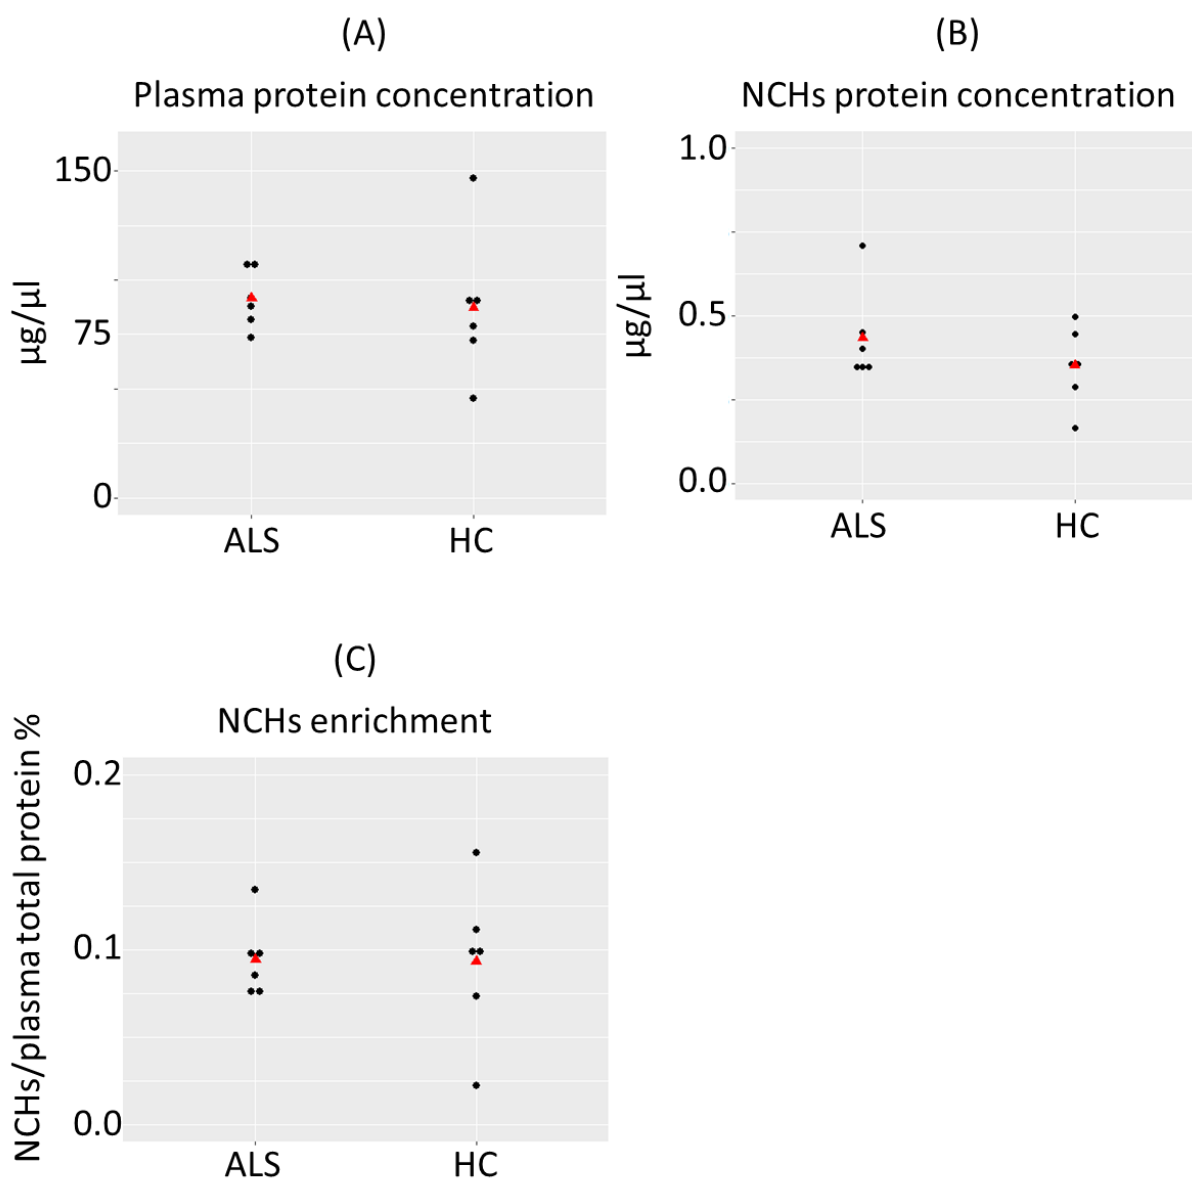 (A)
Plasma protein concentration
µg/µl
150
75
0
ALS HC
(B)
NCHs protein concentration
µg/µl
1.0
0.5
0.0
ALS HC
(C)
NCHs enrichment
NCHs/plasma total protein %
0.2
0.1
0.0
ALS HC